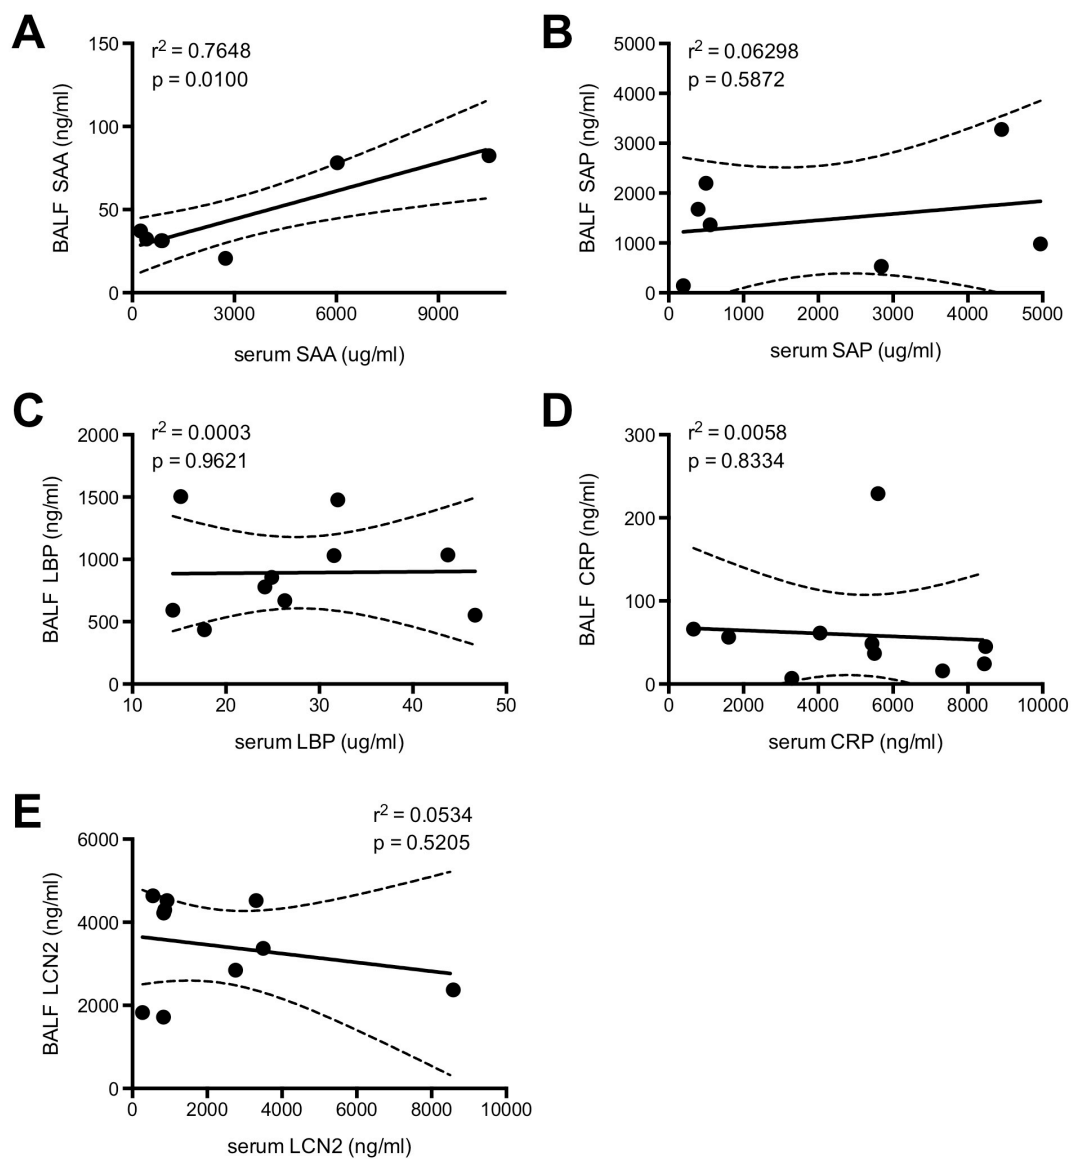 A
r2 = 0.7648
p = 0.0100
BALF SAA (ng/ml)
150
100
50
0
0 3000 6000 9000
serum SAA (ug/ml)
B
r2 = 0.06298
p = 0.5872
BALF SAP (ng/ml)
5000
4000
3000
2000
1000
0
0 1000 2000 3000 4000 5000
serum SAP (ug/ml)
C
r2 = 0.0003
p = 0.9621
BALF LBP (ng/ml)
2000
1500
1000
500
0
10 20 30 40 50
serum LBP (ug/ml)
D
r2 = 0.0058
p = 0.8334
BALF CRP (ng/ml)
300
200
100
0
0 2000 4000 6000 8000 10000
serum CRP (ng/ml)
E
r2 = 0.0534
p = 0.5205
BALF LCN2 (ng/ml)
6000
4000
2000
0
0 2000 4000 6000 8000 10000
serum LCN2 (ng/ml)